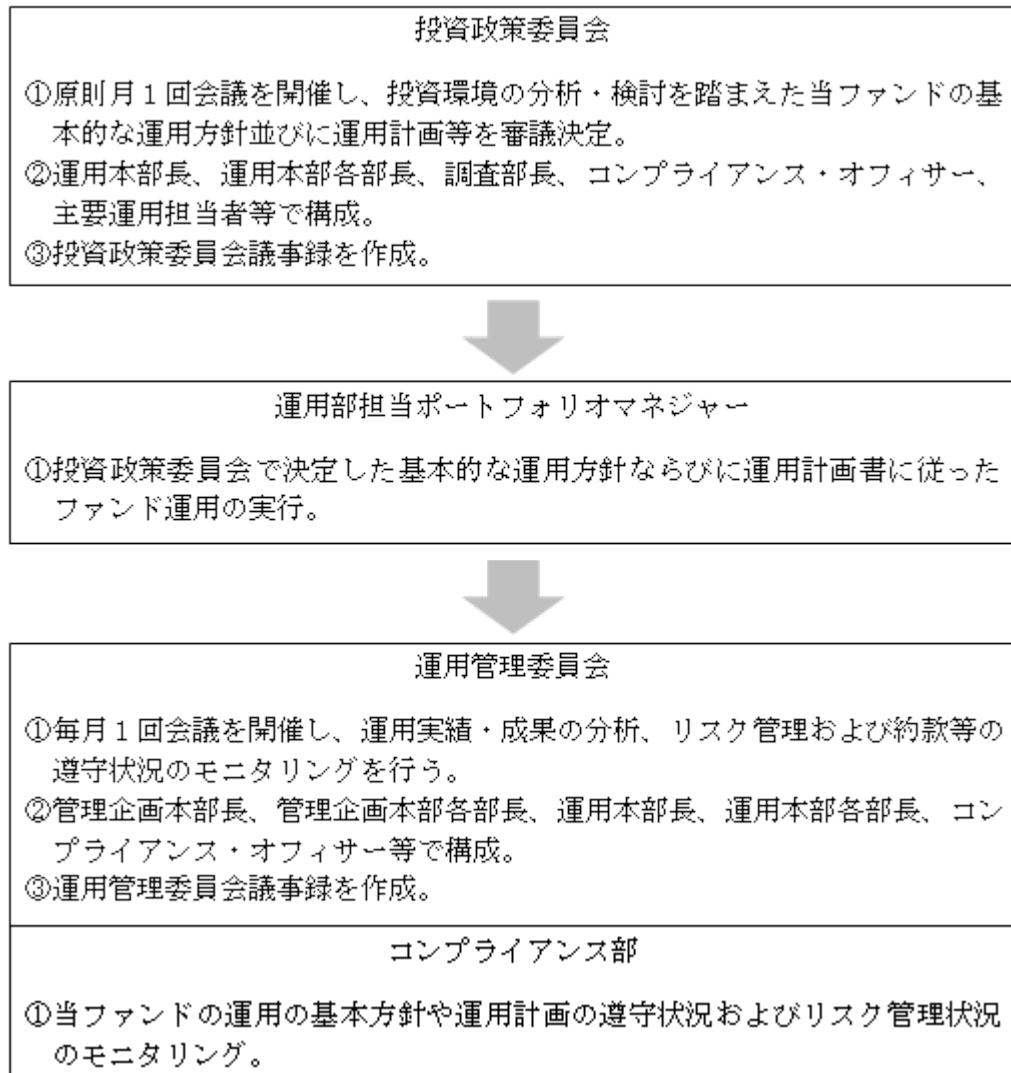 投資政策委員会
①原則月1回会議を開催し、投資環境の分析・検討を踏まえた当ファンドの基
本的な運用方針並びに運用計画等を審議決定。
②運用本部長、運用本部各部長、調査部長、コンプライアンス・オフィサー、
主要運用担当者等で構成。
③投資政策委員会議事録を作成。
運用部担当ポートフォリオマネジャー
①投資政策委員会で決定した基本的な運用方針ならびに運用計画書に従った
ファンド運用の実行。
運用管理委員会
①毎月1回会議を開催し、運用実績・成果の分析、リスク管理および約款等の
遵守状況のモニタリングを行う。
②管理企画本部長、管理企画本部各部長、運用本部長、運用本部各部長、コン
プライアンス・オフィサー等で構成。
③運用管理委員会議事録を作成。
コンプライアンス部
①当ファンドの運用の基本方針や運用計画の遵守状況およびリスク管理状況
のモニタリング。